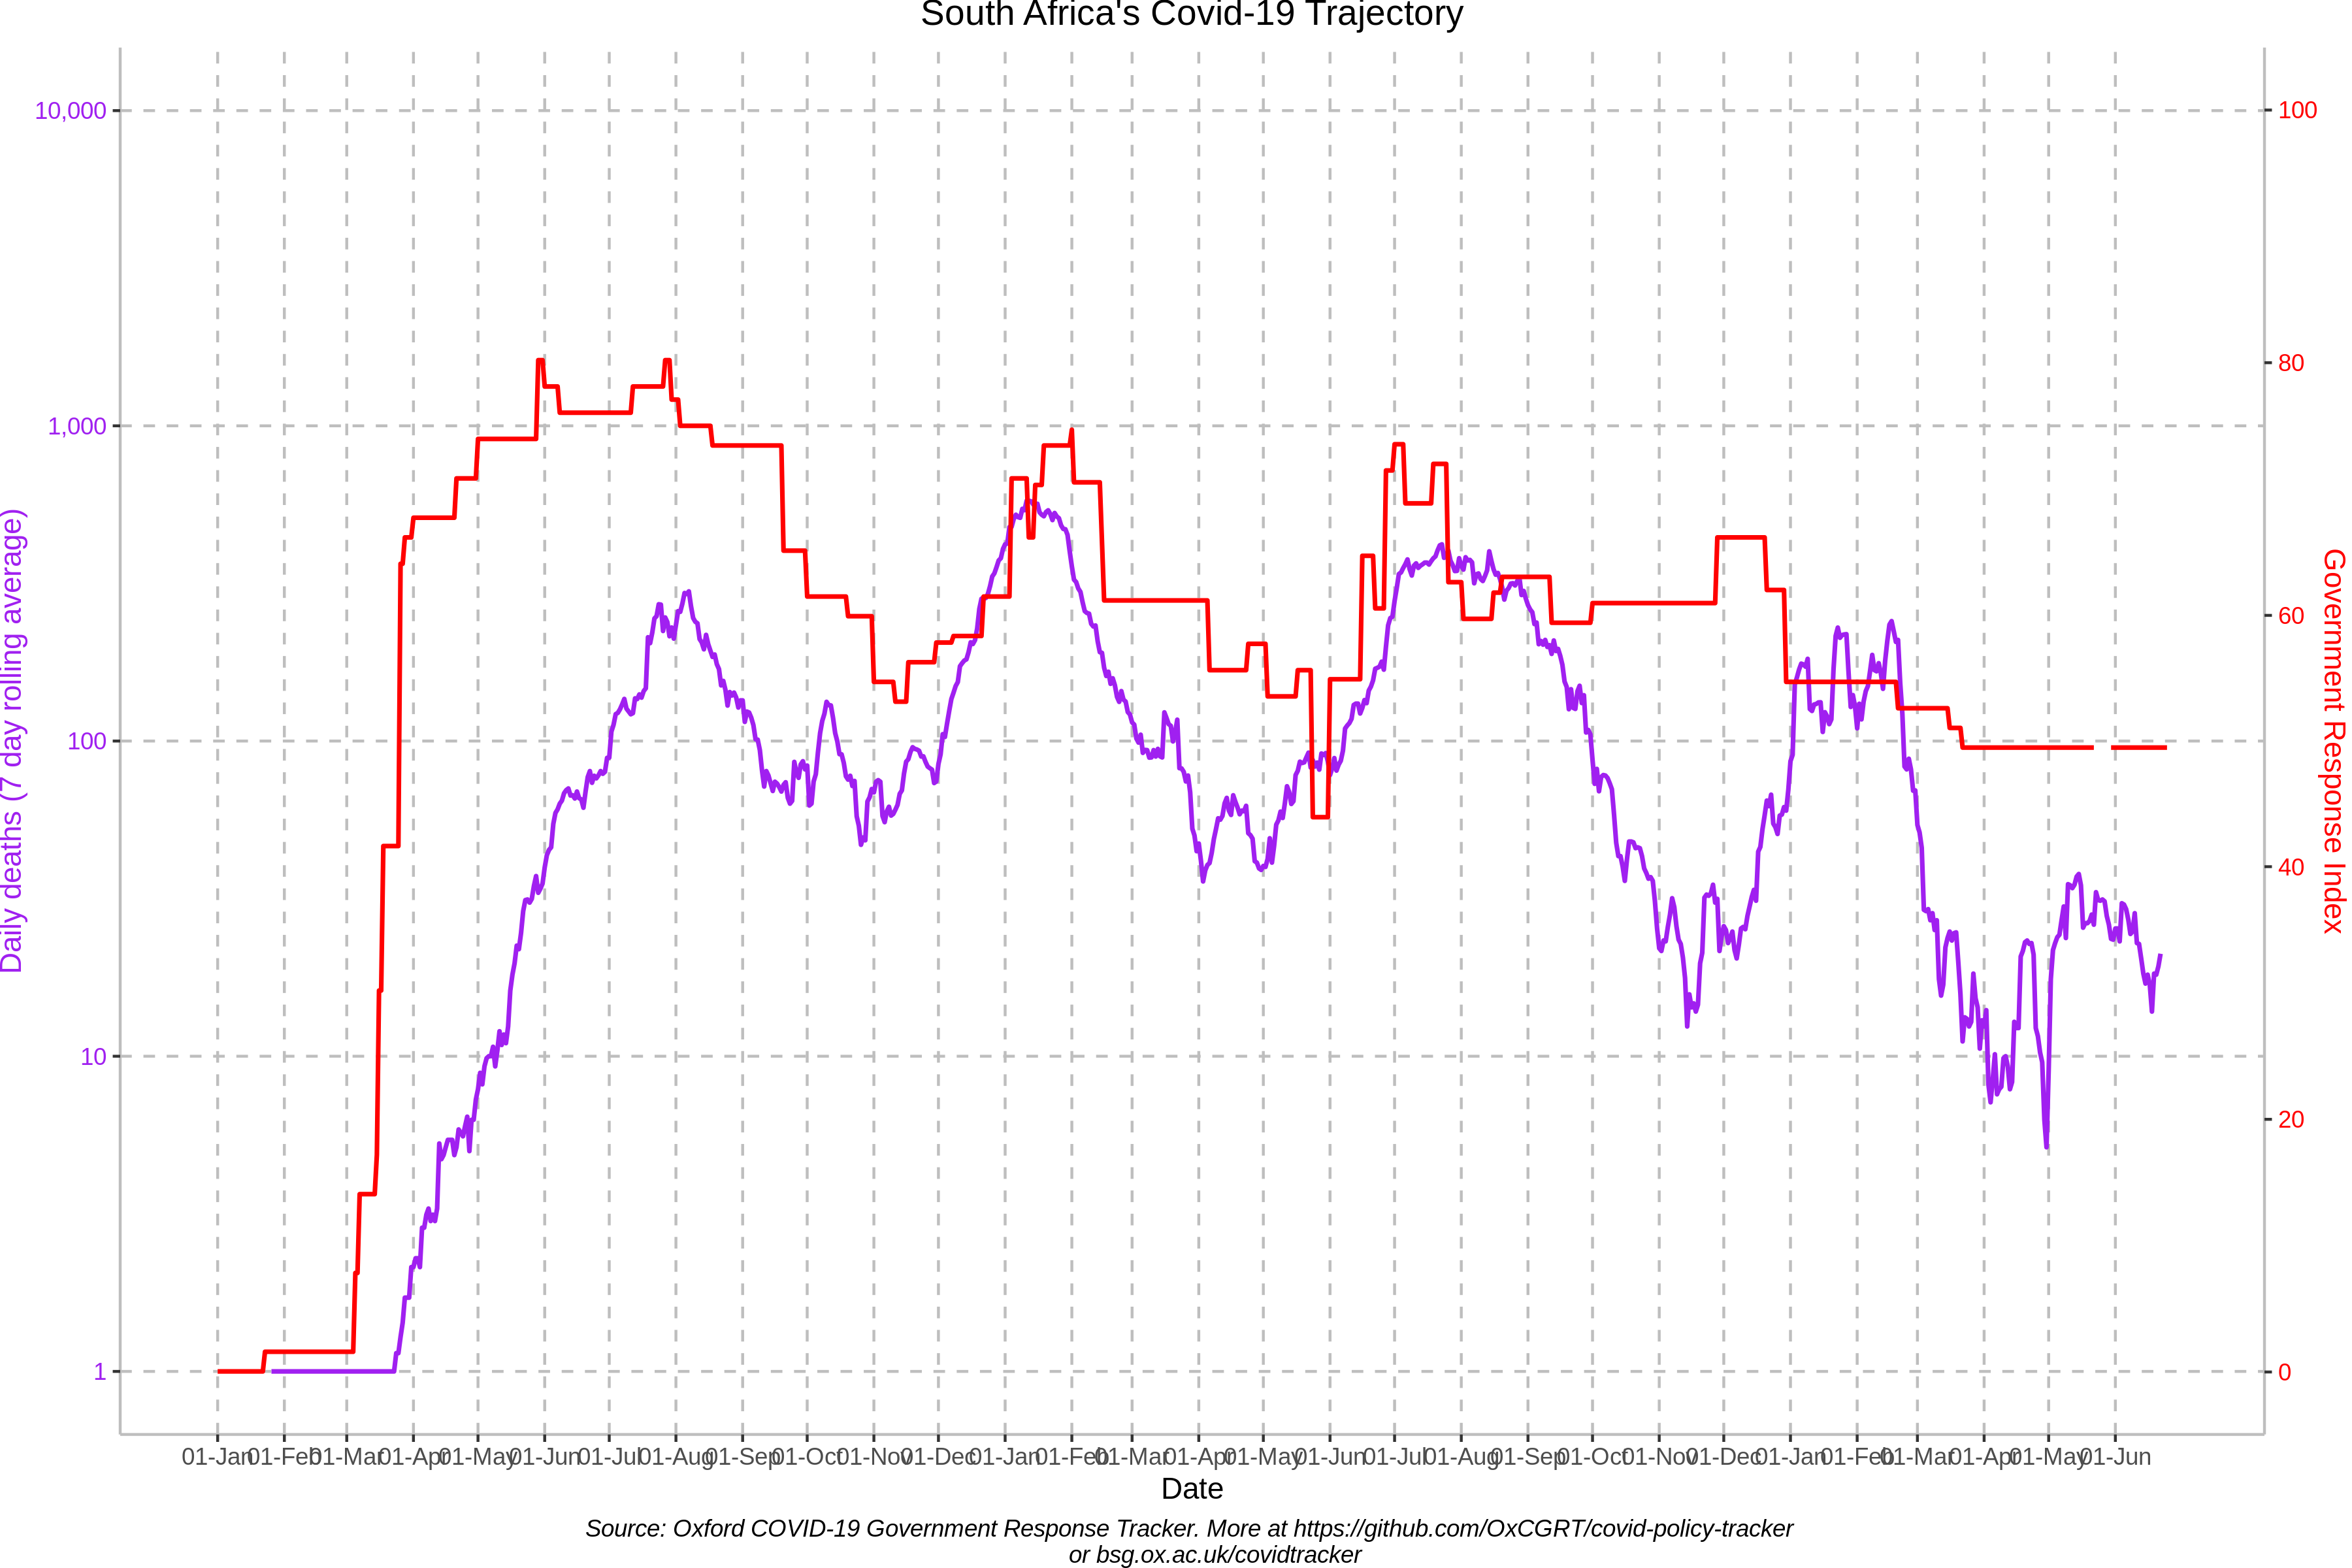 South Africa's Covid-19 Trajectory
10,000
1,000
100
10
1
Daily deaths (7 day rolling average)
100
80
60
40
20
0
Government Response Index
01-Jan 01-Feb 01-Mar 01-Apr 01-May 01-Jun 01-Jul 01-Aug 01-Sep 01-Oct 01-Nov 01-Dec 01-Jan 01-Feb 01-Mar 01-Apr 01-May 01-Jun 01-Jul 01-Aug 01-Sep 01-Oct 01-Nov 01-Dec 01-Jan 01-Feb 01-Mar 01-Apr 01-May 01-Jun
Date
Source: Oxford COVID-19 Government Response Tracker. More at https://github.com/OxCGRT/covid-policy-tracker
or bsg.ox.ac.uk/covidtracker